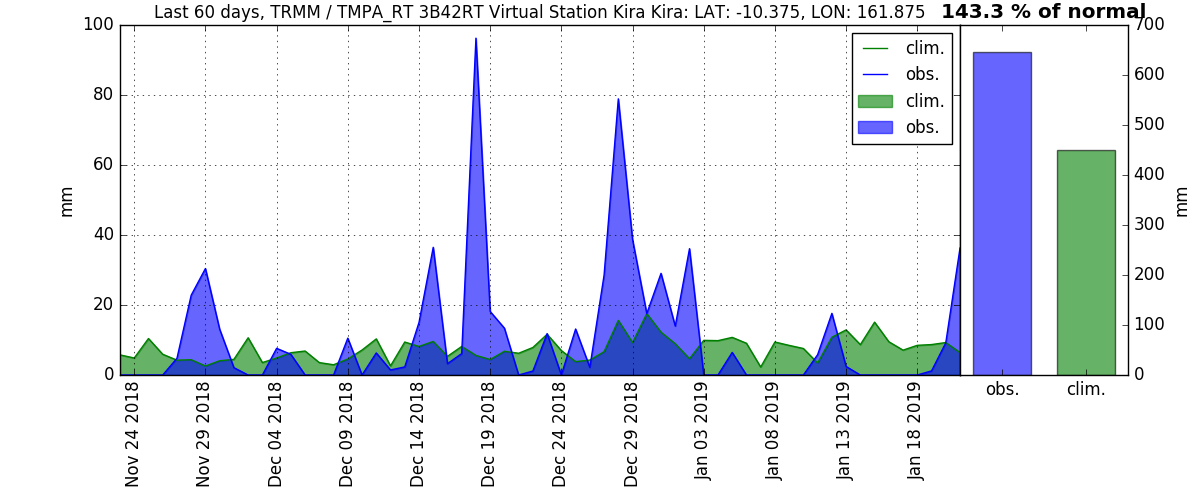 Last 60 days, TRMM / TMPA_RT 3B42RT Virtual Station Kira Kira: LAT: -10.375, LON: 161.875 143.3 % of normal
mm
100
80
60
40
20
0
clim.
obs.
clim.
obs.
Nov 24 2018
Nov 29 2018
Dec 04 2018
Dec 09 2018
Dec 14 2018
Dec 19 2018
Dec 24 2018
Dec 29 2018
Jan 03 2019
Jan 08 2019
Jan 13 2019
Jan 18 2019
700
600
500
400
300
200
100
0
mm
obs.
clim.